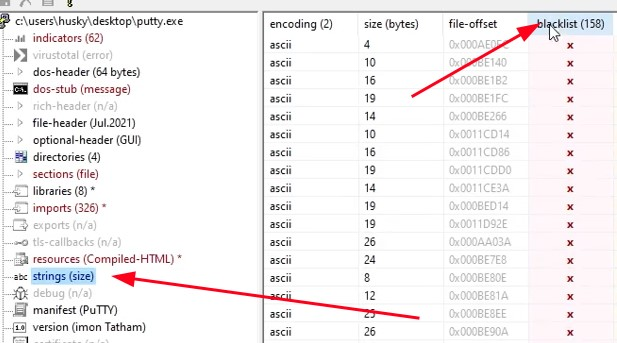 c:\users\husky\desktop\putty.exe
indicators (62)
virustotal (error)
dos-header (64 bytes)
dos-stub (message)
rich-header (n/a)
file-header (Jul.2021)
optional-header (GUI)
directories (4)
sections (file)
libraries (8) *
imports (326) *
exports (n/a)
tls-callbacks (n/a)
resources (Compiled-HTML) *
abc strings (size)
debug (n/a)
manifest (PuTTY)
1.0 version (imon Tatham)
certificate (n/a)
encoding (2) size (bytes) file-offset blacklist (158)
ascii 4 x
ascii 10 0x000BE140 x
ascii 16 0x000BE1B2 x
ascii 19 0x000BE1FC x
ascii 14 0x000BE266 x
ascii 10 0x0011CD14 x
ascii 16 0x0011CD86 x
ascii 19 0x0011CDD0 x
ascii 14 0x0011CE3A x
ascii 19 0x000BED14 x
ascii 19 0x0011D92E x
ascii 26 0x000AA03A x
ascii 24 0x000BE7E8 x
ascii 8 0x000BE80E x
ascii 12 0x000BE81A x
ascii 25 0x000BE8EE x
ascii 26 0x000BE90A x